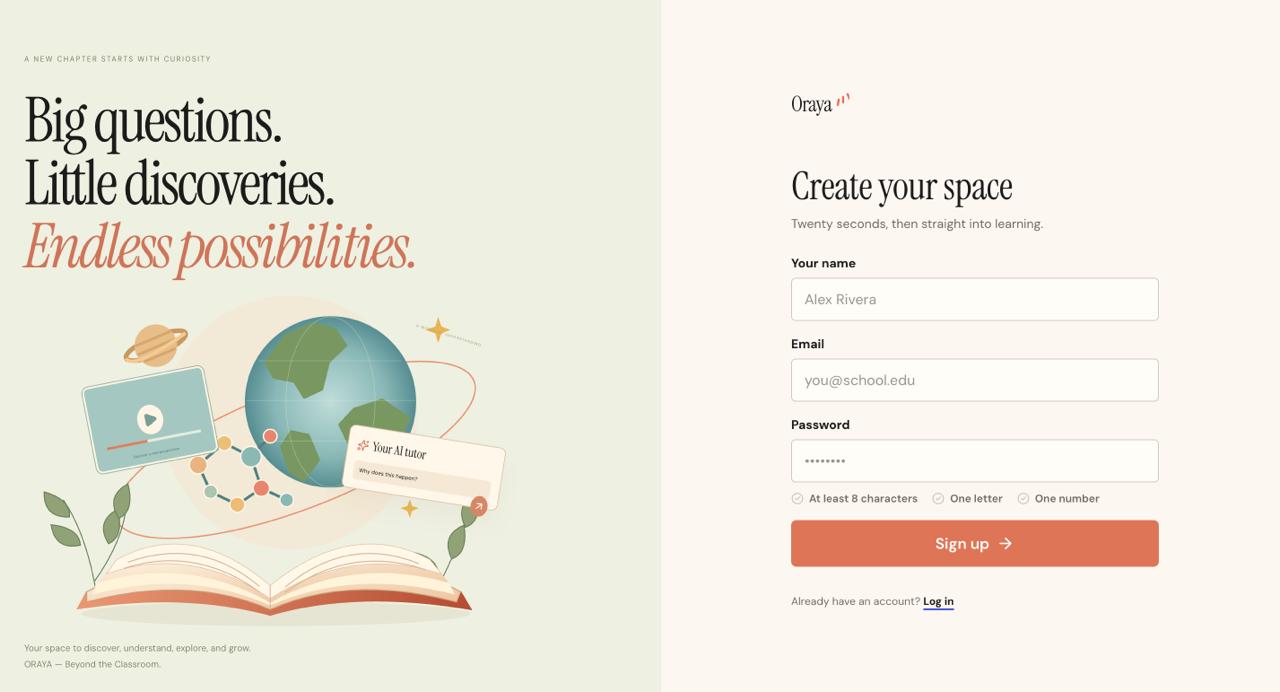 A NEW CHAPTER STARTS WITH CURIOSITY
Big questions.
Little discoveries.
Endless possibilities.
Your AI tutor
Why does this happen?
Your space to discover, understand, explore, and grow.
ORAYA — Beyond the Classroom.
Oraya
Create your space
Twenty seconds, then straight into learning.
Your name
Alex Rivera
Email
you@school.edu
Password
••••••••
At least 8 characters One letter One number
Sign up →
Already have an account? Log in